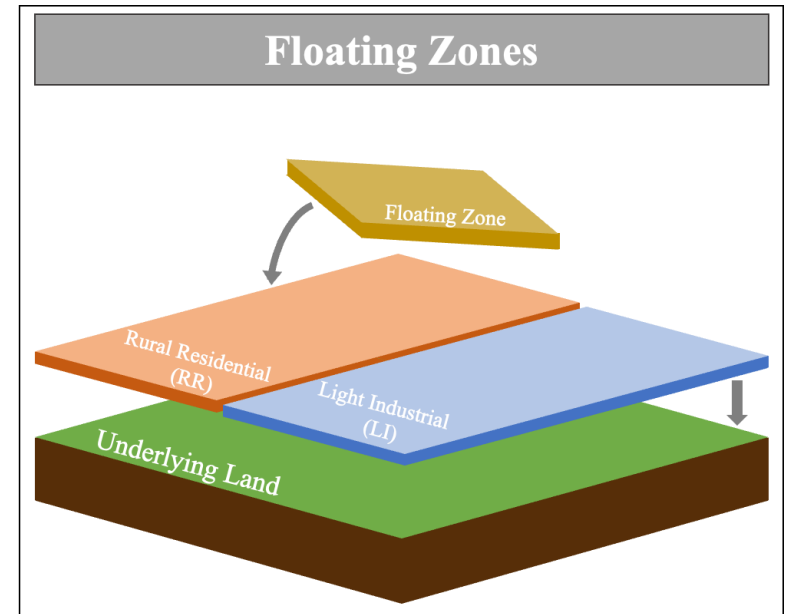 Floating Zones
Floating Zone
Rural Residential
(RR)
Light Industrial
(LI)
Underlying Land